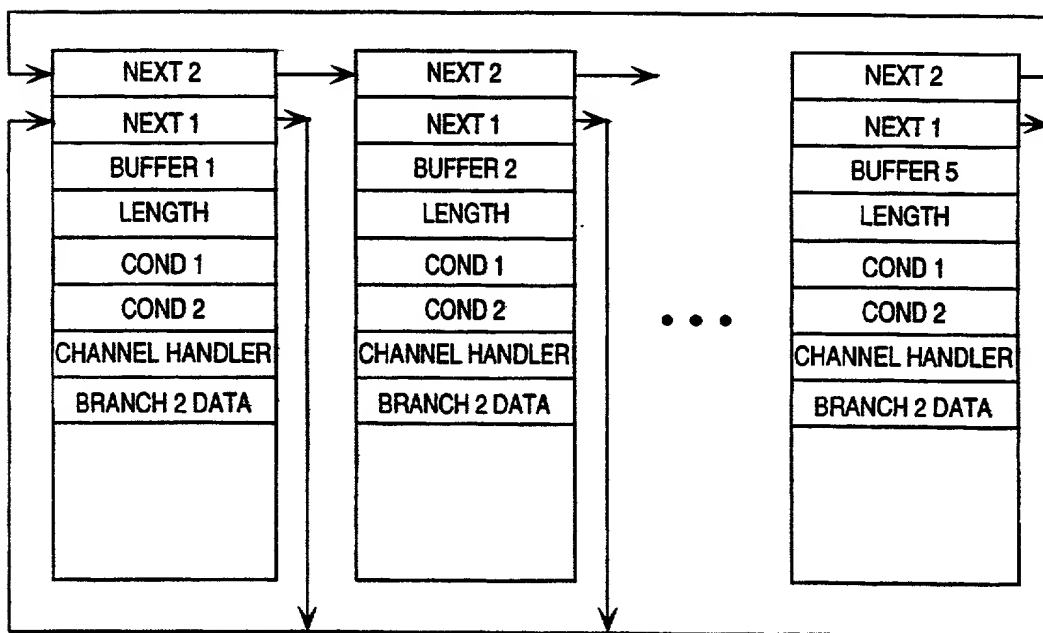 NEXT 2
NEXT 1
BUFFER 1
LENGTH
COND 1
COND 2
CHANNEL HANDLER
BRANCH 2 DATA
NEXT 2
NEXT 1
BUFFER 2
LENGTH
COND 1
COND 2
CHANNEL HANDLER
BRANCH 2 DATA
NEXT 2
NEXT 1
BUFFER 5
LENGTH
COND 1
COND 2
CHANNEL HANDLER
BRANCH 2 DATA